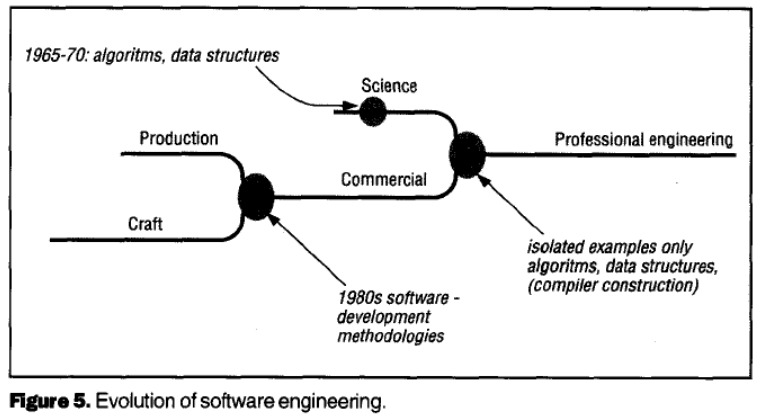 1965-70: algoritms, data structures
Science
Production
Professional engineering
Commercial
Craft
isolated examples only
algoritms, data structures,
(compiler construction)
1980s software -
development
methodologies
Figure 5. Evolution of software engineering.